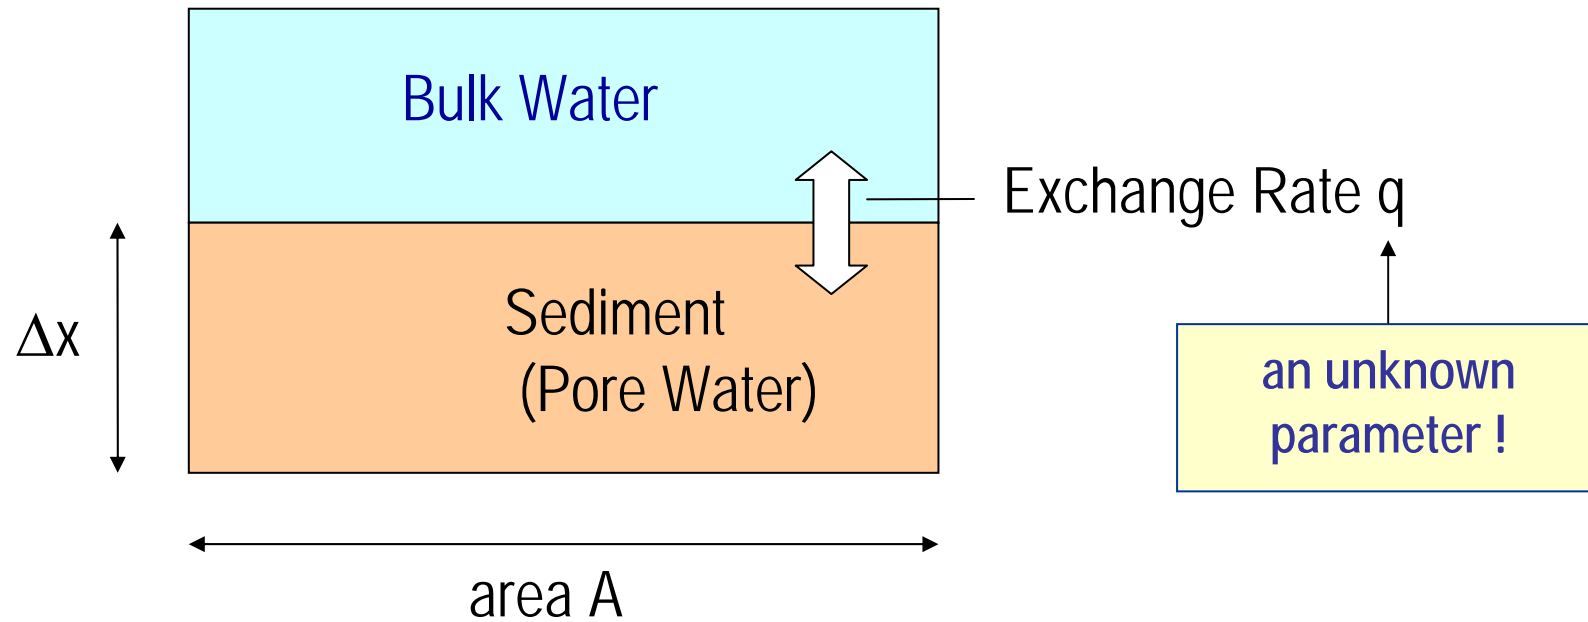 Bulk Water
Exchange Rate q
Sediment
(Pore Water)
Δx
an unknown
parameter !
area A